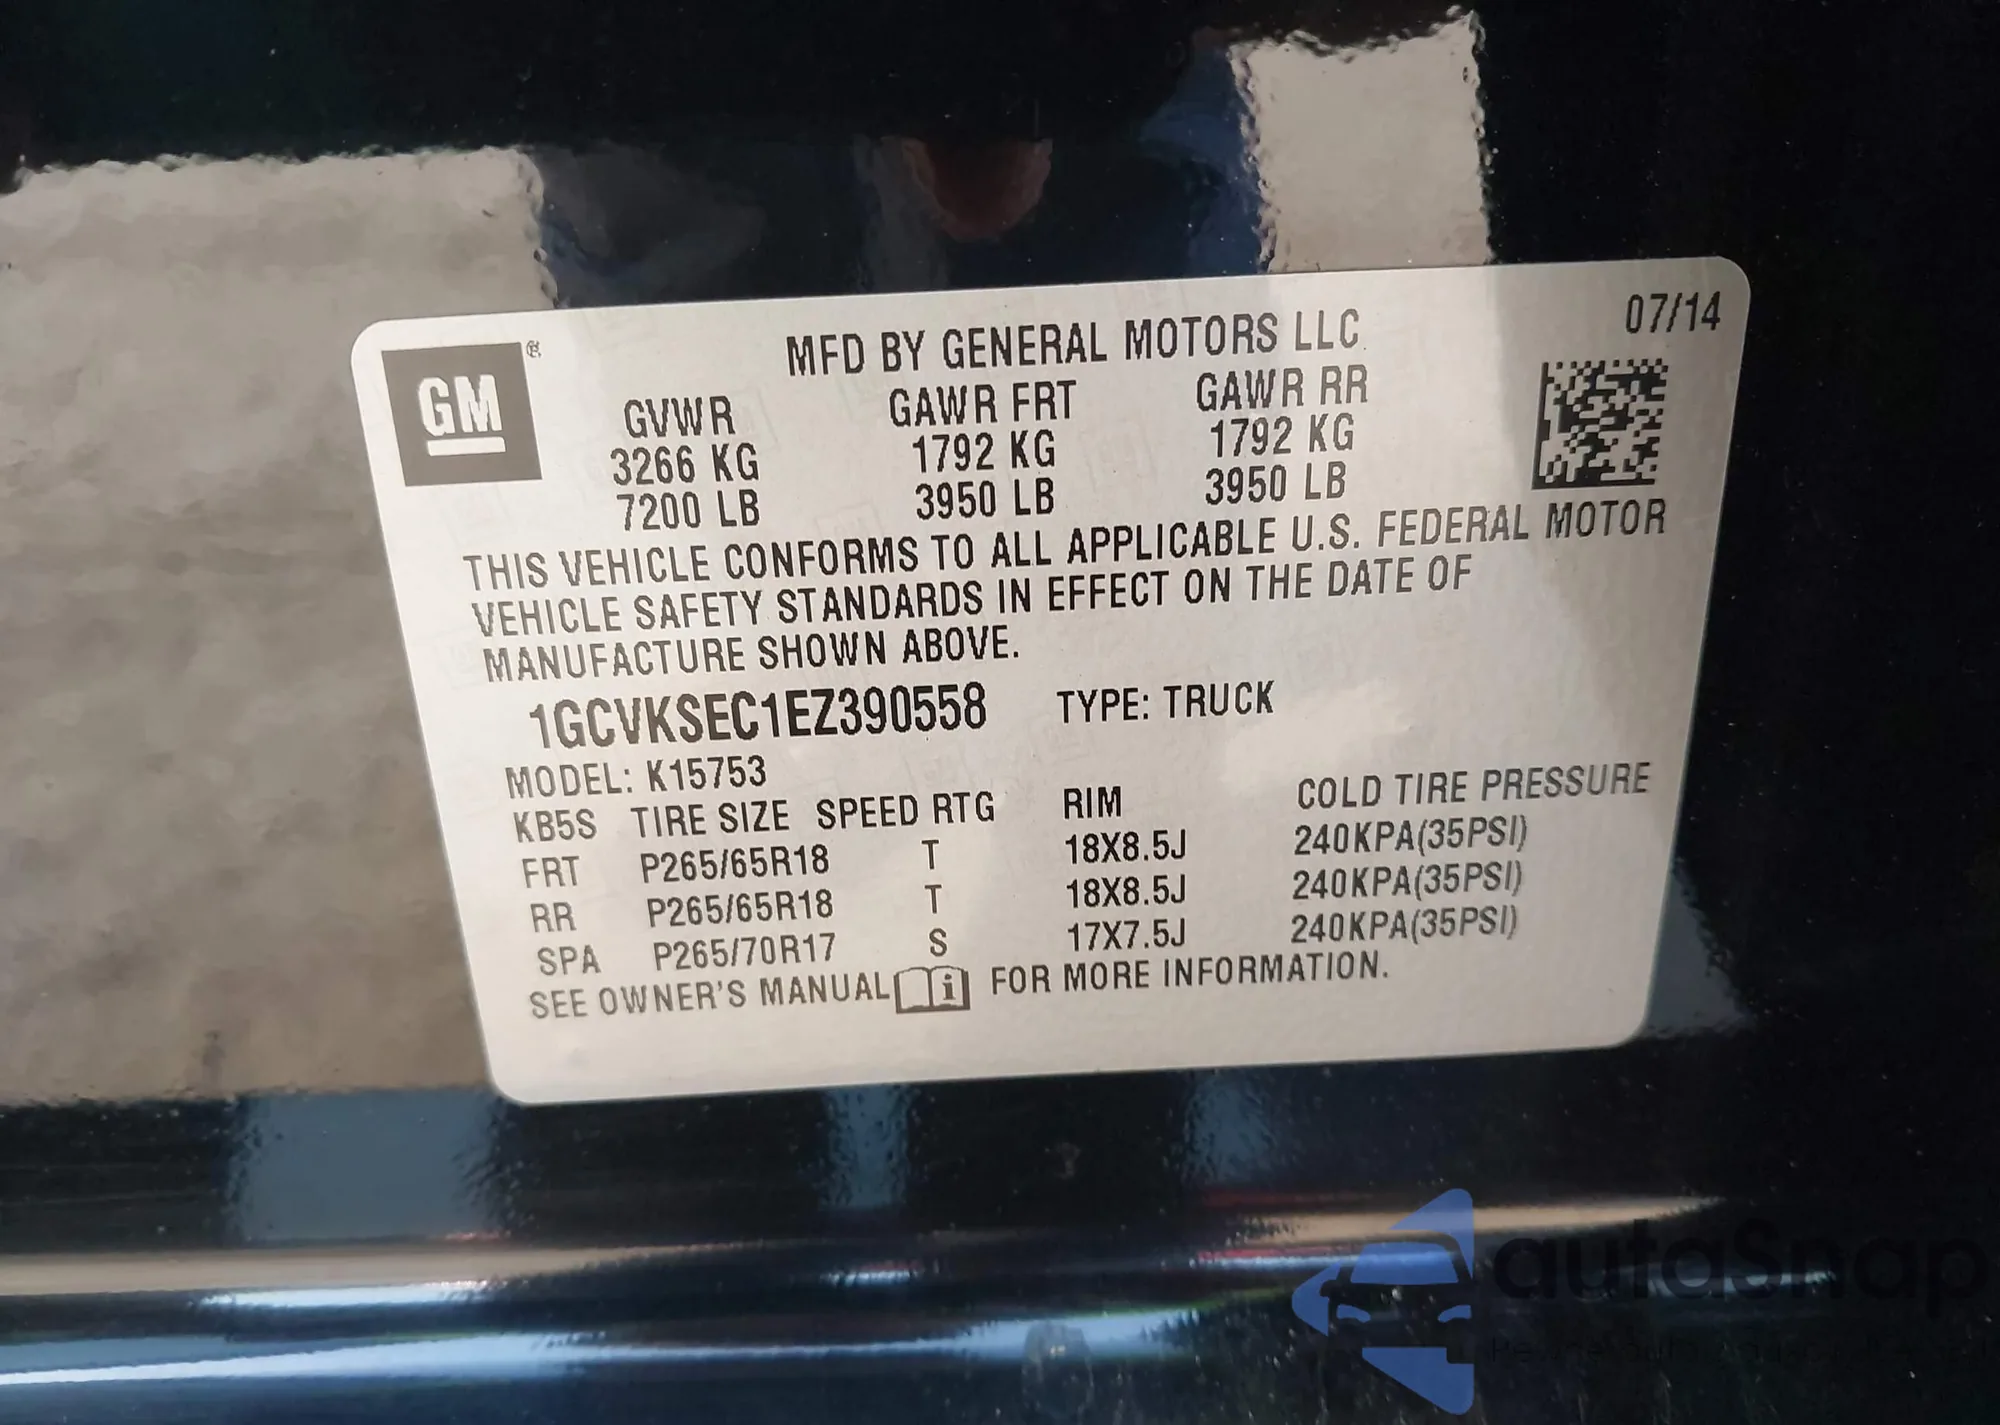 07/14
GM ®
MFD BY GENERAL MOTORS LLC
GVWR GAWR FRT GAWR RR
3266 KG 1792 KG 1792 KG
7200 LB 3950 LB 3950 LB
THIS VEHICLE CONFORMS TO ALL APPLICABLE U.S. FEDERAL MOTOR
VEHICLE SAFETY STANDARDS IN EFFECT ON THE DATE OF
MANUFACTURE SHOWN ABOVE.
1GCVKSEC1EZ390558 TYPE: TRUCK
MODEL: K15753
KB5S TIRE SIZE SPEED RTG RIM COLD TIRE PRESSURE
FRT P265/65R18 T 18X8.5J 240KPA(35PSI)
RR P265/65R18 T 18X8.5J 240KPA(35PSI)
SPA P265/70R17 S 17X7.5J 240KPA(35PSI)
SEE OWNER'S MANUAL i FOR MORE INFORMATION.
autaSnap